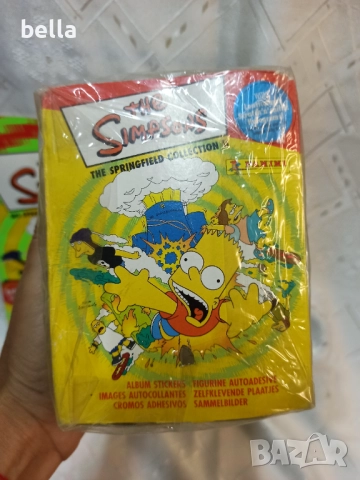 bella
the
SIMPSONS
THE SPRINGFIELD COLLECTION
PANINI
ALBUM STICKERS FIGURINE AUTOADESIVE
IMAGES AUTOCOLLANTES ZELFKLEVENDE PLAATJES
CROMOS ADHESIVOS SAMMELBILDER
BAZAR
bg